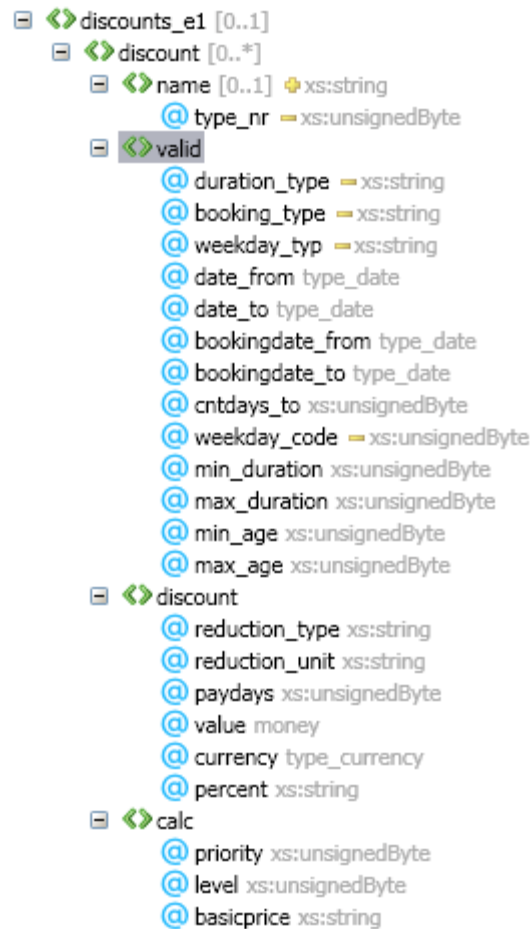 discounts_e1 [0..1]
discount [0..*]
name [0..1] xs:string
@ type_nr xs:unsignedByte
valid
@ duration_type xs:string
@ booking_type xs:string
@ weekday_typ xs:string
@ date_from type_date
@ date_to type_date
@ bookingdate_from type_date
@ bookingdate_to type_date
@ cntdays_to xs:unsignedByte
@ weekday_code xs:unsignedByte
@ min_duration xs:unsignedByte
@ max_duration xs:unsignedByte
@ min_age xs:unsignedByte
@ max_age xs:unsignedByte
discount
@ reduction_type xs:string
@ reduction_unit xs:string
@ paydays xs:unsignedByte
@ value money
@ currency type_currency
@ percent xs:string
calc
@ priority xs:unsignedByte
@ level xs:unsignedByte
@ basicprice xs:string